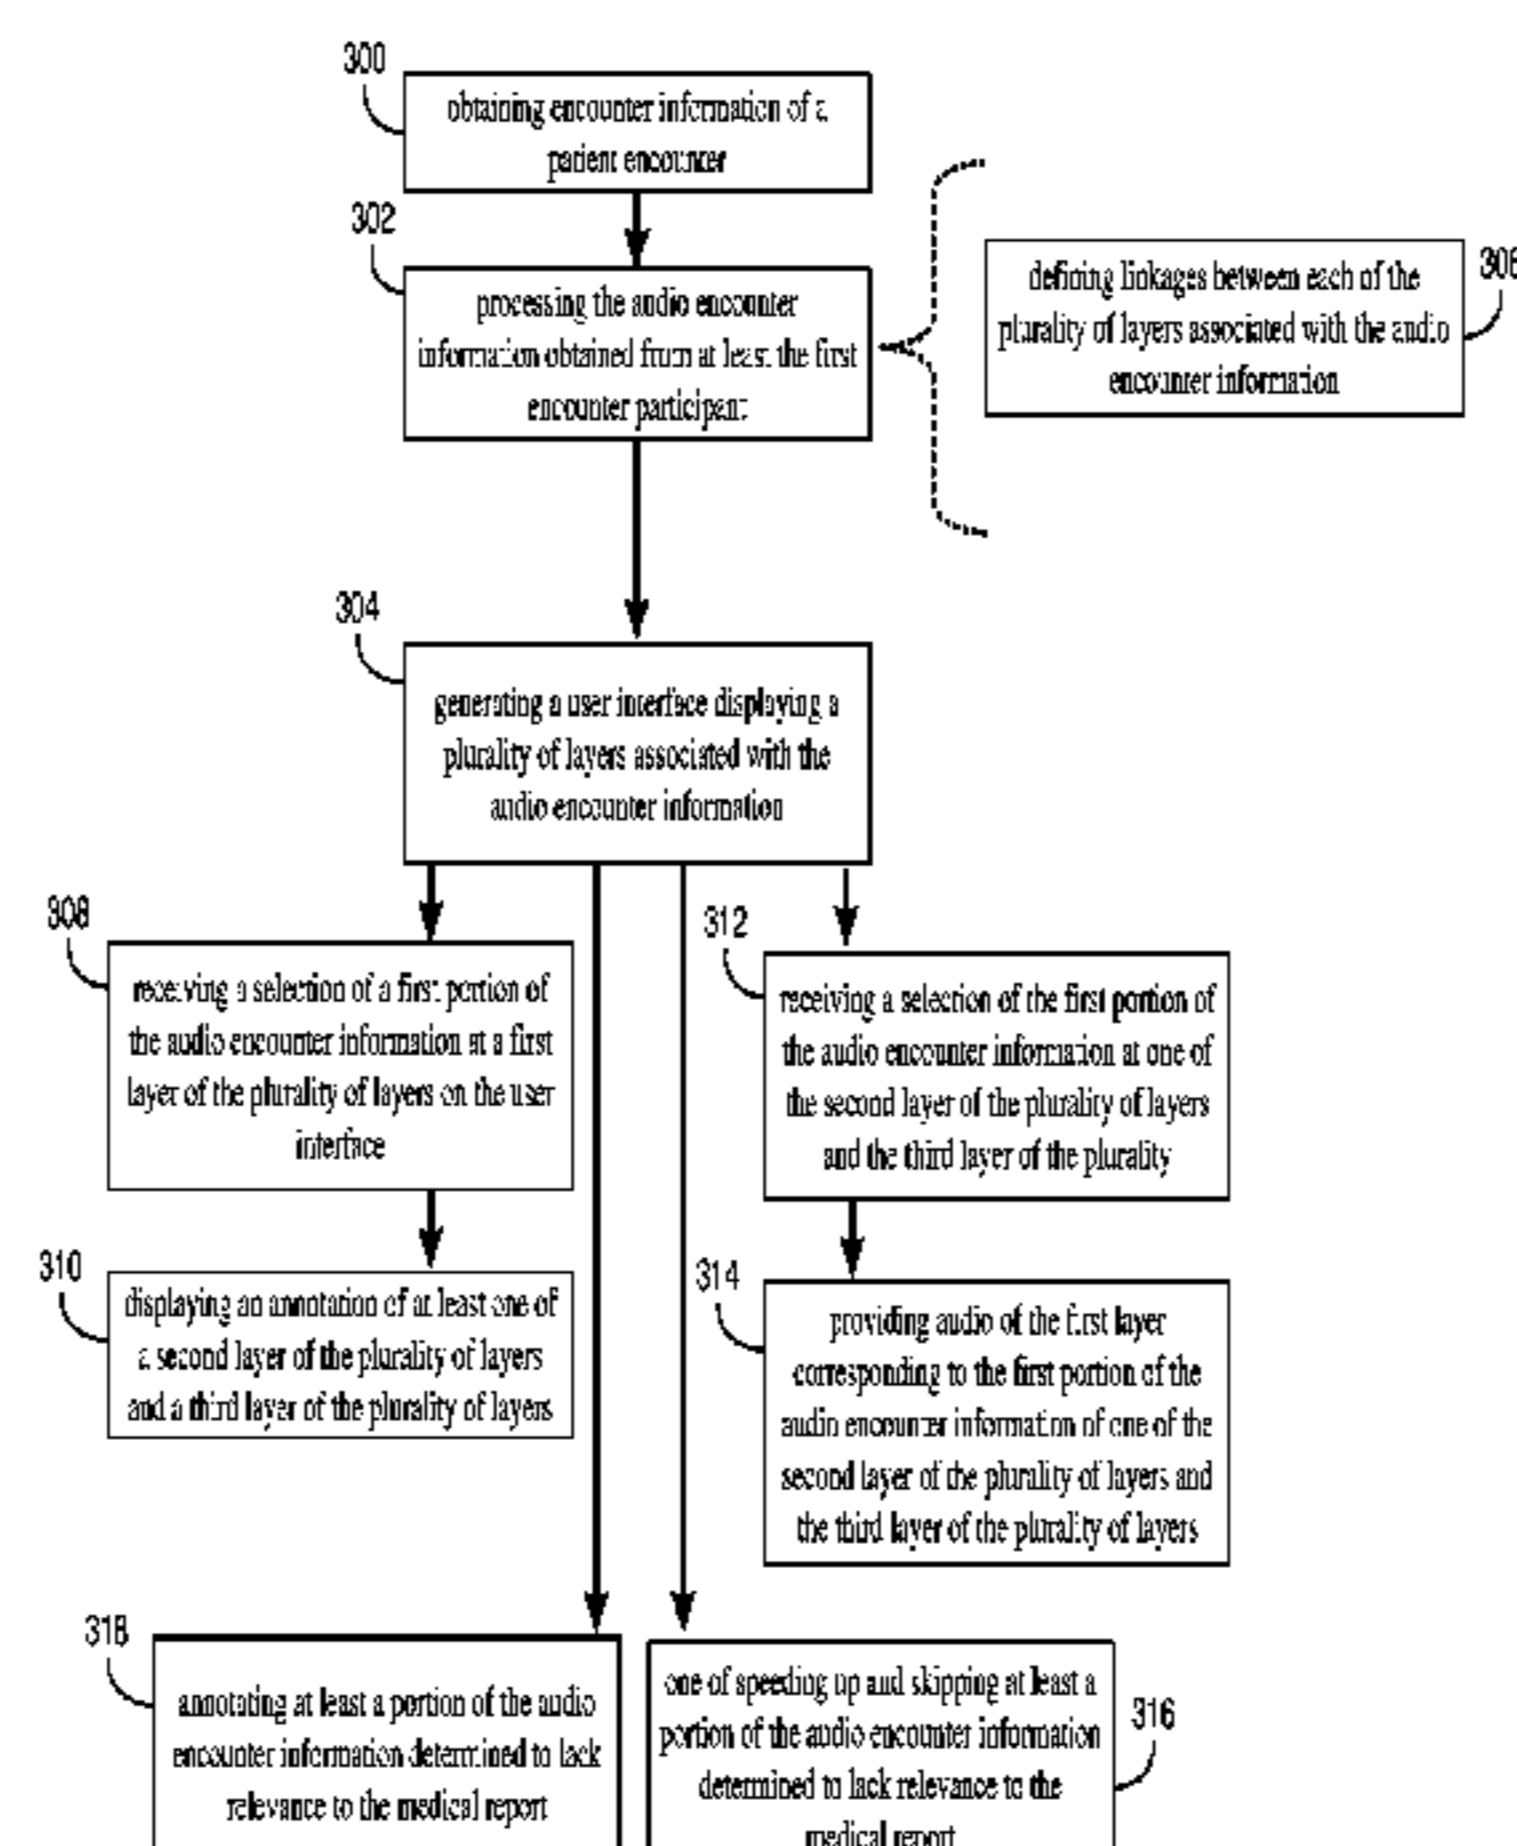 300
obtaining encounter information of a
patient encounter
302
processing the audio encounter
information obtained from at least the first
encounter participant
defining linkages between each of the
plurality of layers associated with the audio
encounter information
306
304
generating a user interface displaying a
plurality of layers associated with the
audio encounter information
308
receiving a selection of a first portion of
the audio encounter information at a first
layer of the plurality of layers on the user
interface
312
receiving a selection of the first portion of
the audio encounter information at one of
the second layer of the plurality of layers
and the third layer of the plurality
310
displaying an annotation of at least one of
a second layer of the plurality of layers
and a third layer of the plurality of layers
314
providing audio of the first layer
corresponding to the first portion of the
audio encounter information of one of the
second layer of the plurality of layers and
the third layer of the plurality of layers
318
annotating at least a portion of the audio
encounter information determined to lack
relevance to the medical report
one of speeding up and skipping at least a
portion of the audio encounter information
determined to lack relevance to the
medical report
316